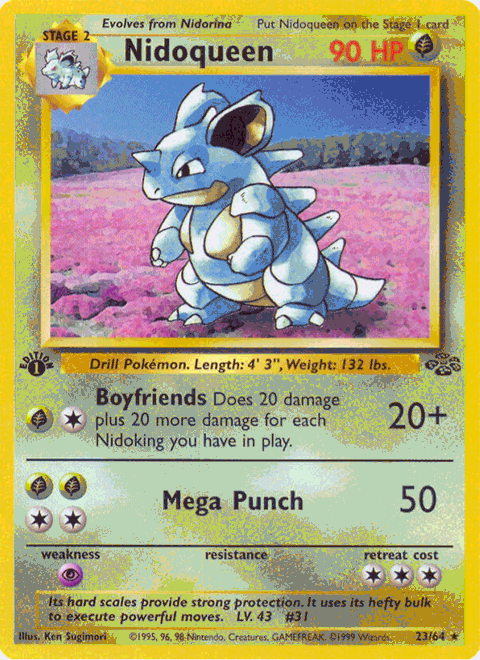 Evolves from Nidorina Put Nidoqueen on the Stage 1 card
STAGE 2
Nidoqueen 90 HP
EDITION
1
Drill Pokémon. Length: 4' 3", Weight: 132 lbs.
Boyfriends Does 20 damage
plus 20 more damage for each
Nidoking you have in play.
20+
Mega Punch 50
weakness resistance retreat cost
Its hard scales provide strong protection. It uses its hefty bulk
to execute powerful moves. LV. 43 #31
Illus. Ken Sugimori ©1995, 96, 98 Nintendo, Creatures, GAMEFREAK. ©1999 Wizards. 23/64 ★